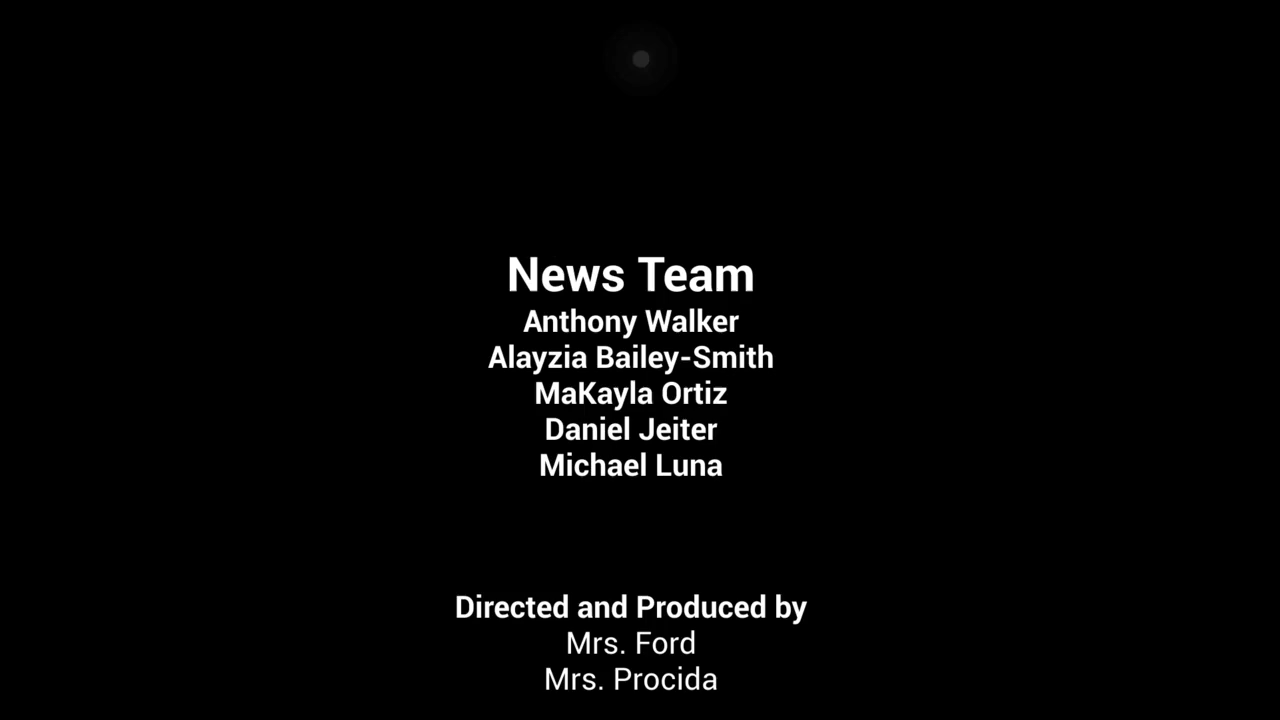 News Team
Anthony Walker
Alayzia Bailey-Smith
MaKayla Ortiz
Daniel Jeiter
Michael Luna
Directed and Produced by
Mrs. Ford
Mrs. Procida